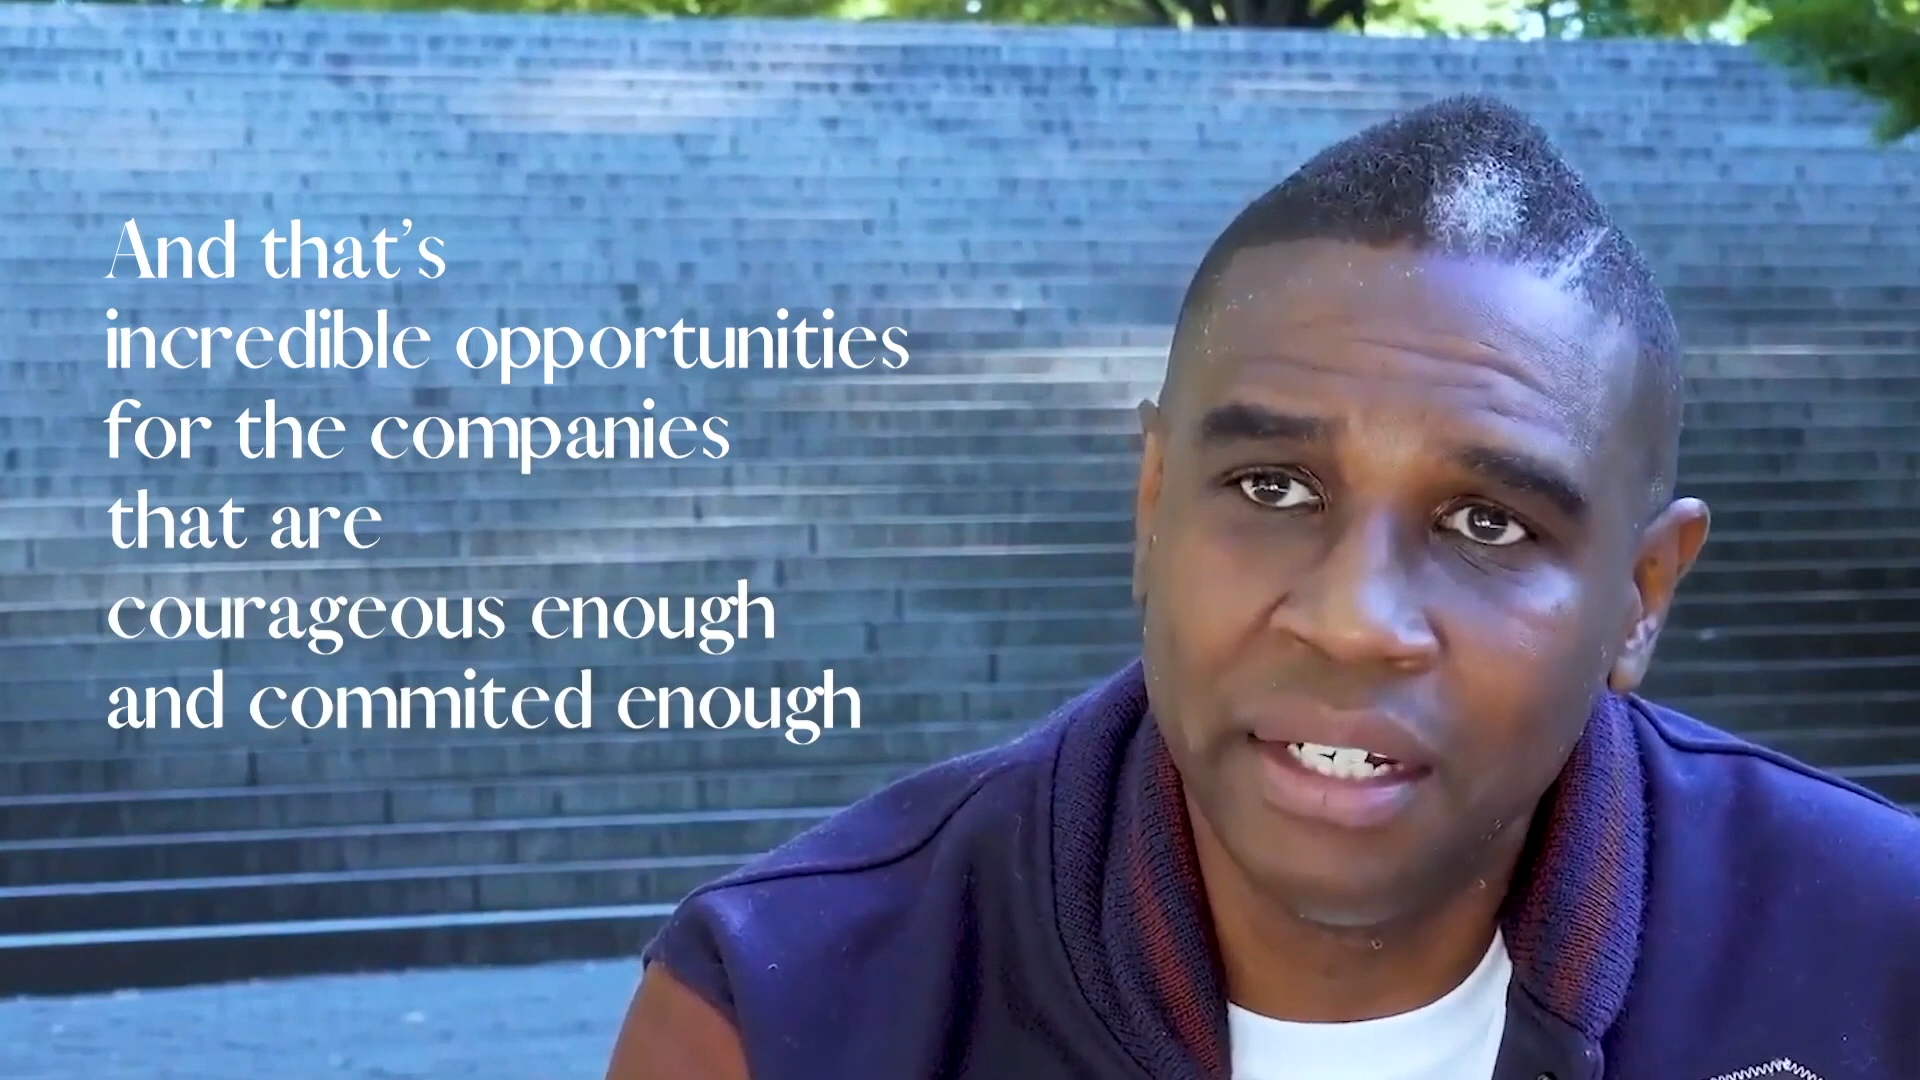 And that's
incredible opportunities
for the companies
that are
courageous enough
and commited enough